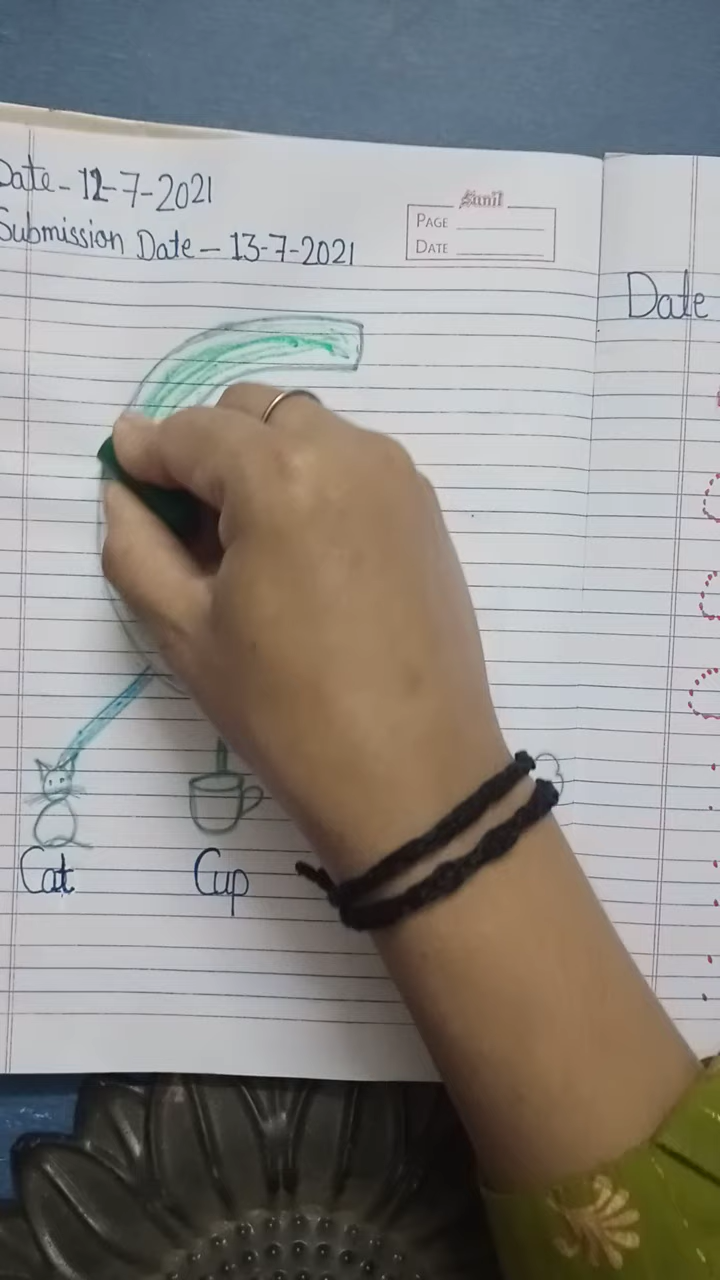 Date - 12-7-2021
Submission Date - 13-7-2021
Sunil
PAGE
DATE
Date
Cat
Cup